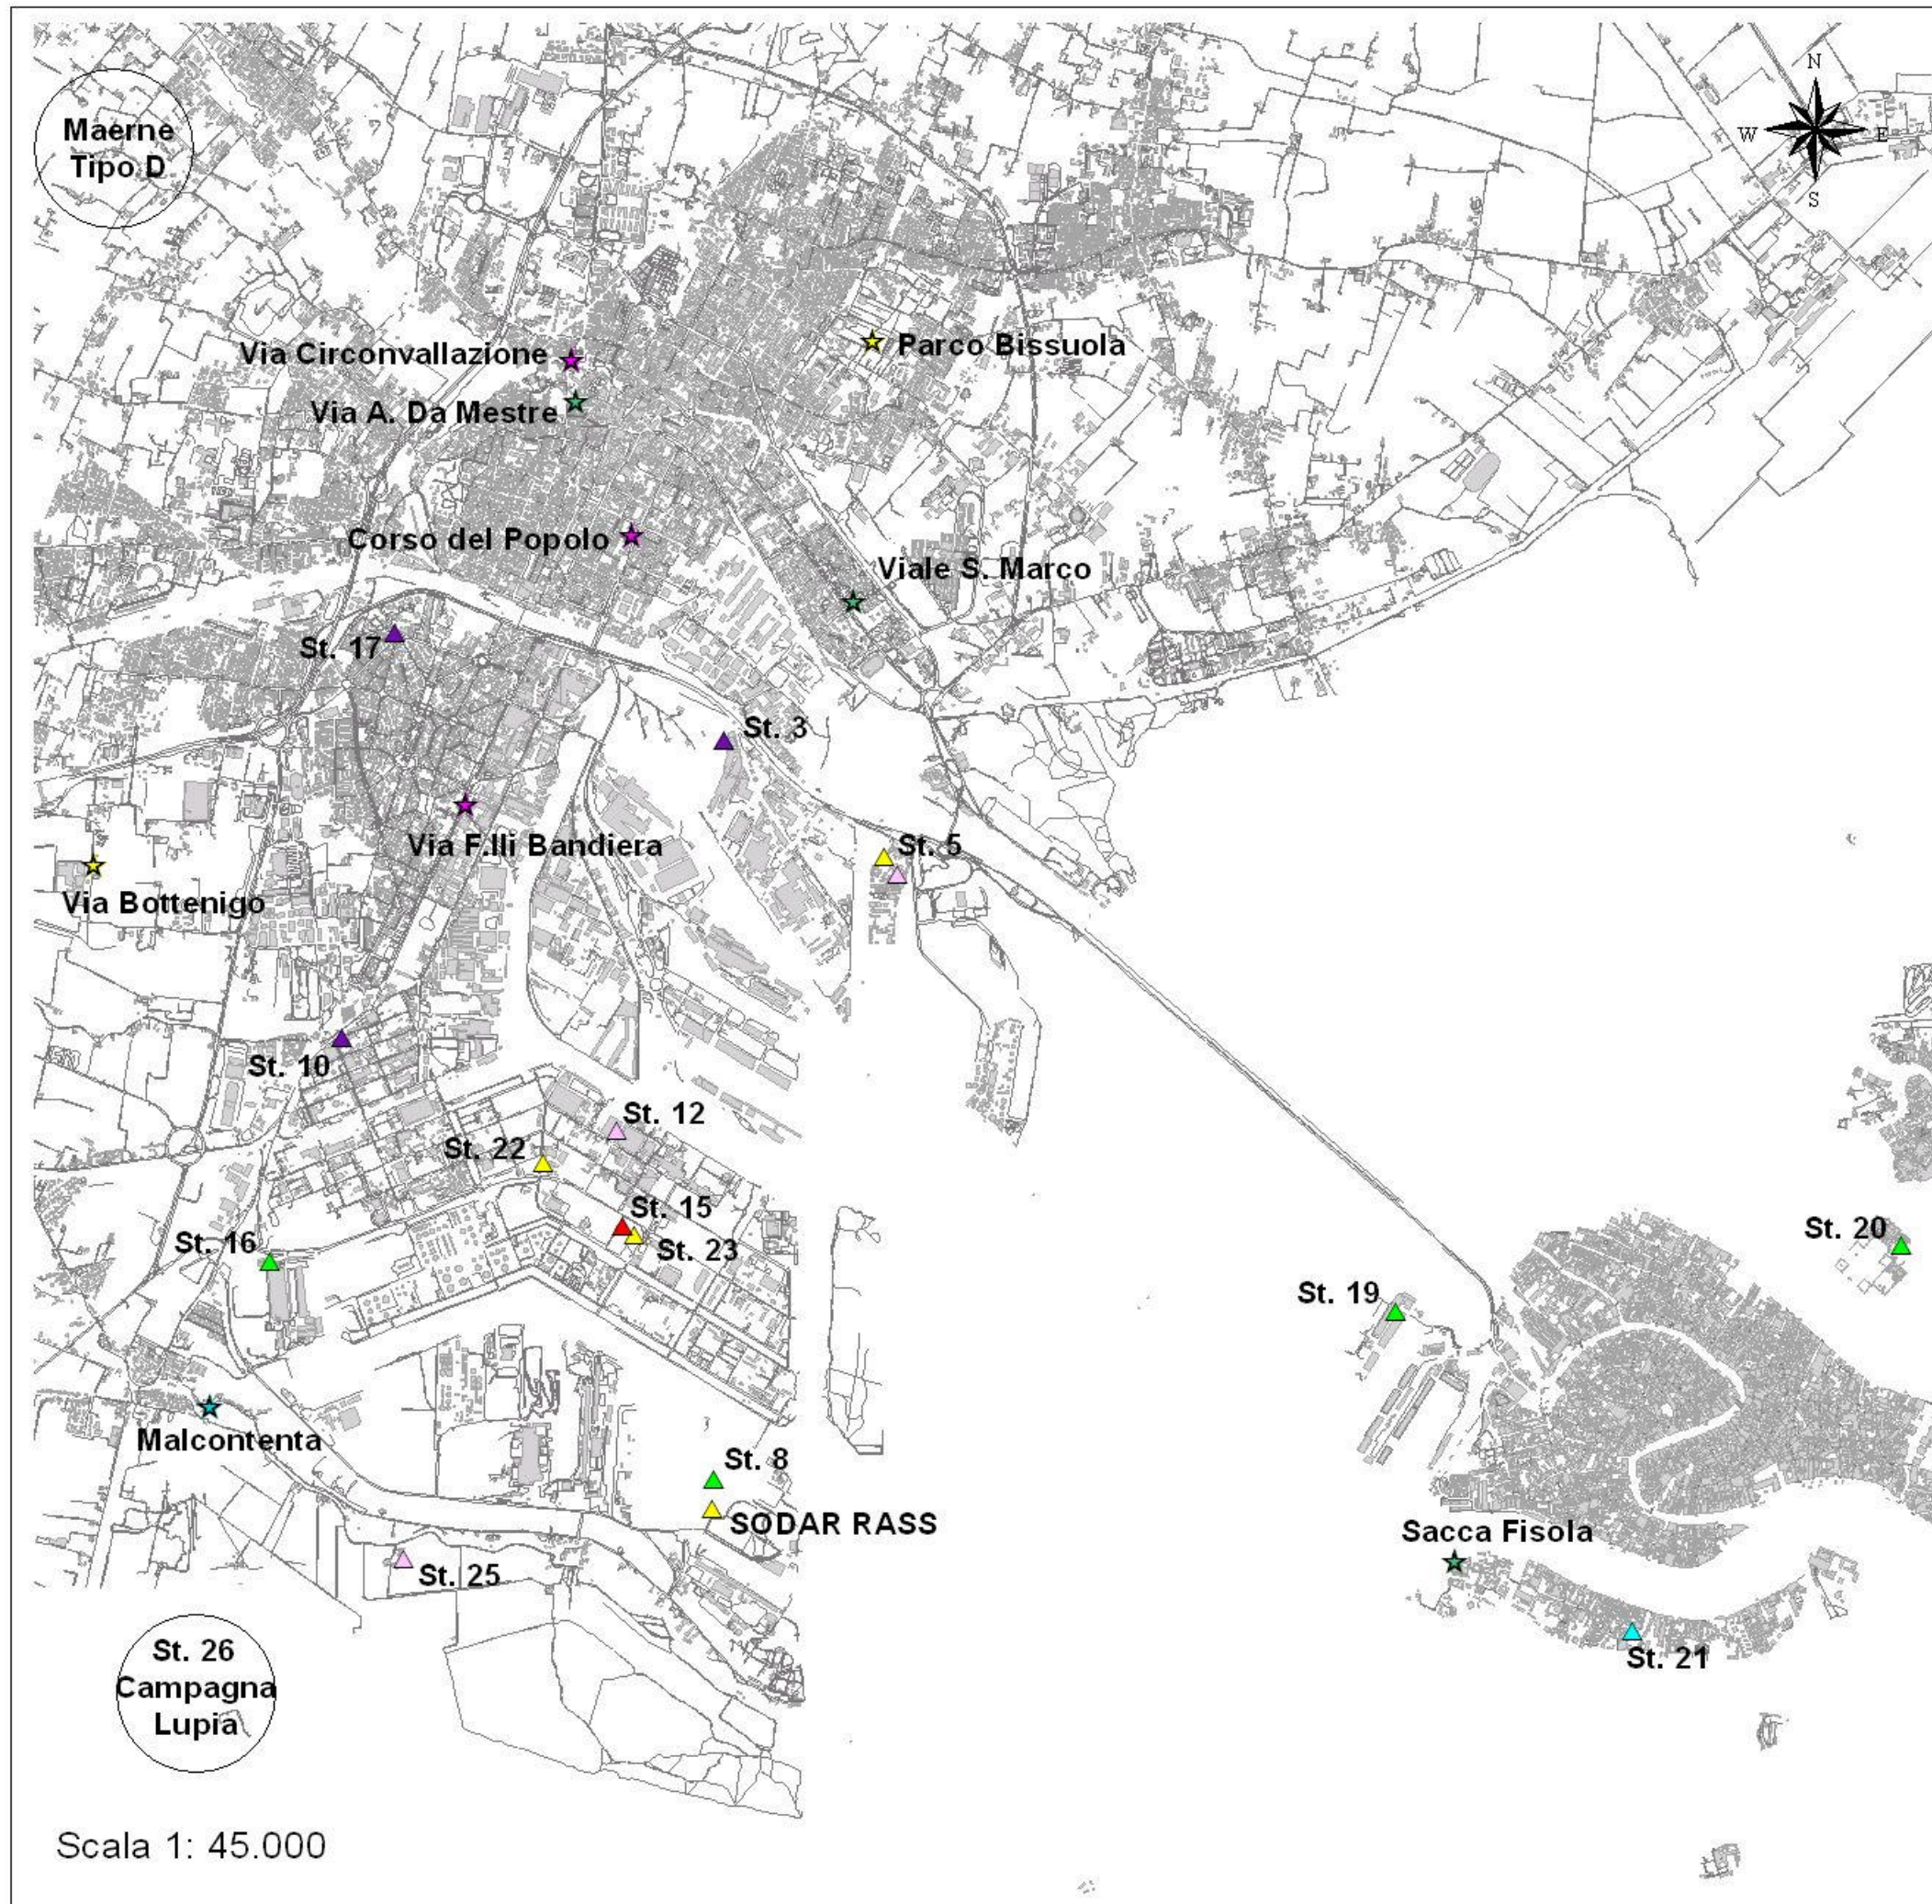 N
W
E
S
Maerne
Tipo D
Via Circonvallazione
Parco Bissuola
Via A. Da Mestre
Corso del Popolo
Viale S. Marco
St. 17
St. 3
Via F.lli Bandiera
St. 5
Via Bottenigo
St. 10
St. 12
St. 22
St. 15
St. 16
St. 23
St. 20
St. 19
Malcontenta
St. 8
SODAR RASS
Sacca Fisola
St. 25
St. 26
Campagna
Lupia
St. 21
Scala 1: 45.000